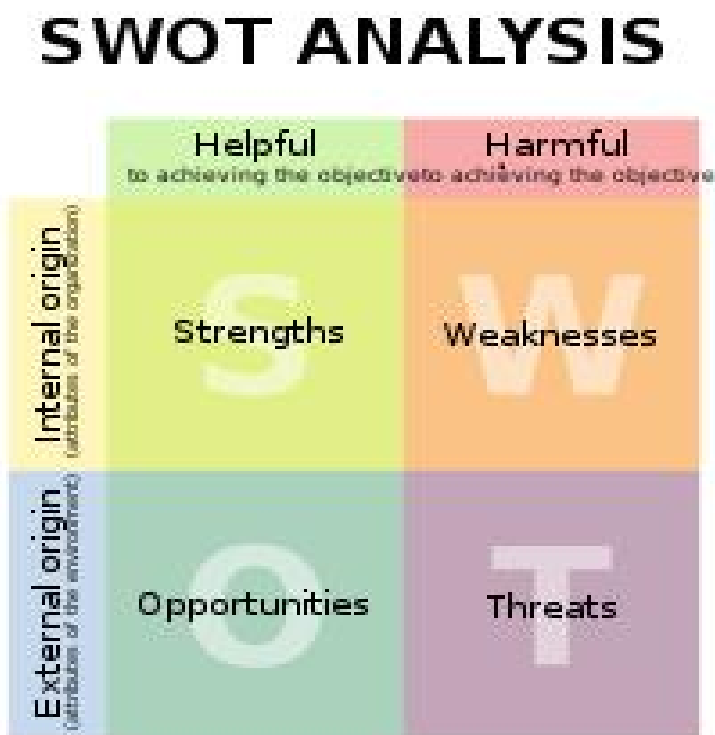 SWOT ANALYSIS
Helpful
to achieving the objective
Harmful
to achieving the objective
Internal origin
(attributes of the organization)
S
Strengths
W
Weaknesses
External origin
(attributes of the environment)
O
Opportunities
T
Threats